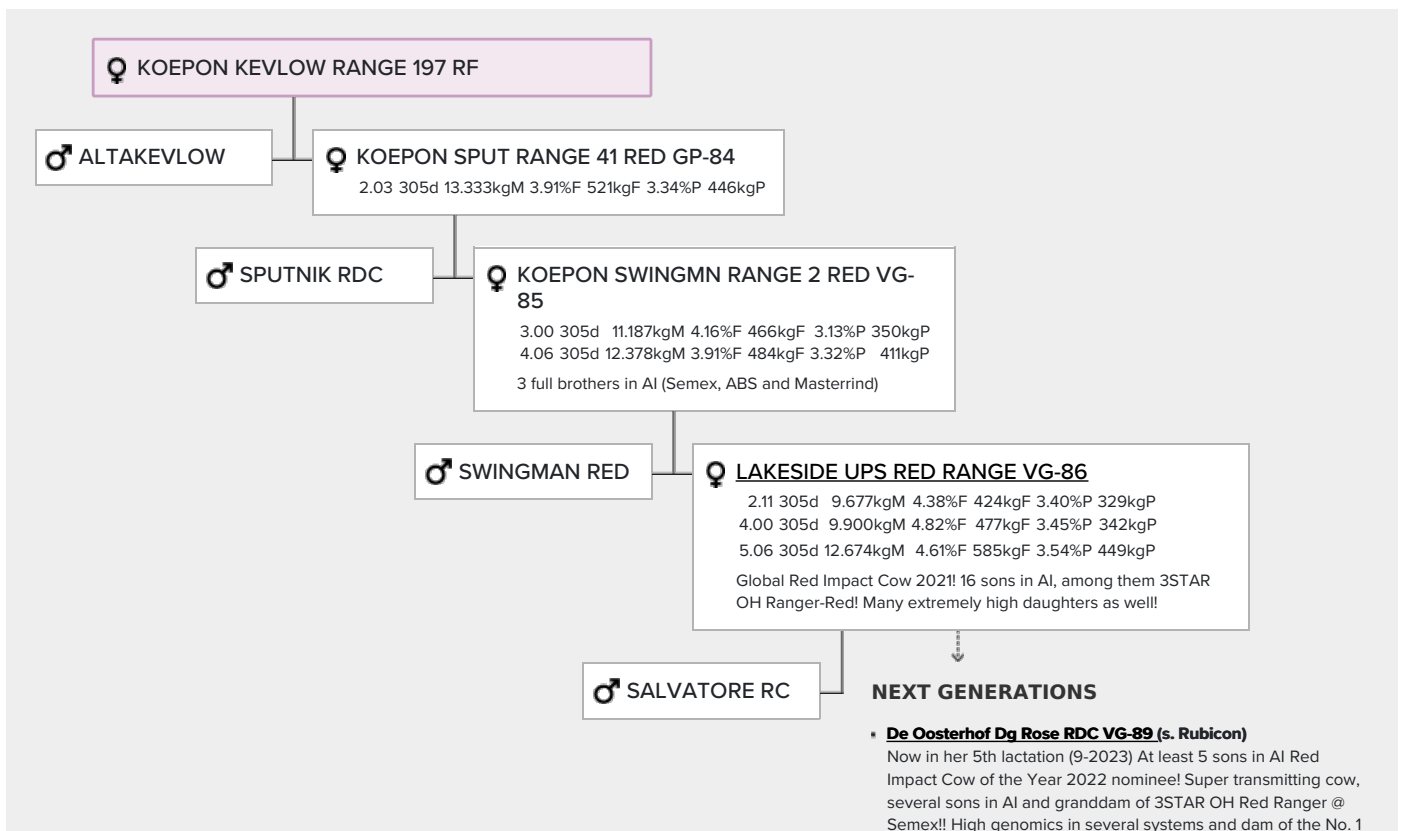 KOEPON KEVLOW RANGE 197 RF
ALTAKEVLOW
KOEPON SPUT RANGE 41 RED GP-84
2.03 305d 13.333kgM 3.91%F 521kgF 3.34%P 446kgP
SPUTNIK RDC
KOEPON SWINGMN RANGE 2 RED VG-
85
3.00 305d 11.187kgM 4.16%F 466kgF 3.13%P 350kgP
4.06 305d 12.378kgM 3.91%F 484kgF 3.32%P 411kgP
3 full brothers in AI (Semex, ABS and Masterrind)
SWINGMAN RED
LAKESIDE UPS RED RANGE VG-86
2.11 305d 9.677kgM 4.38%F 424kgF 3.40%P 329kgP
4.00 305d 9.900kgM 4.82%F 477kgF 3.45%P 342kgP
5.06 305d 12.674kgM 4.61%F 585kgF 3.54%P 449kgP
Global Red Impact Cow 2021! 16 sons in AI, among them 3STAR
OH Ranger-Red! Many extremely high daughters as well!
SALVATORE RC
NEXT GENERATIONS
De Oosterhof Dg Rose RDC VG-89 (s. Rubicon)
Now in her 5th lactation (9-2023) At least 5 sons in AI Red
Impact Cow of the Year 2022 nominee! Super transmitting cow,
several sons in AI and granddam of 3STAR OH Red Ranger @
Semex!! High genomics in several systems and dam of the No. 1